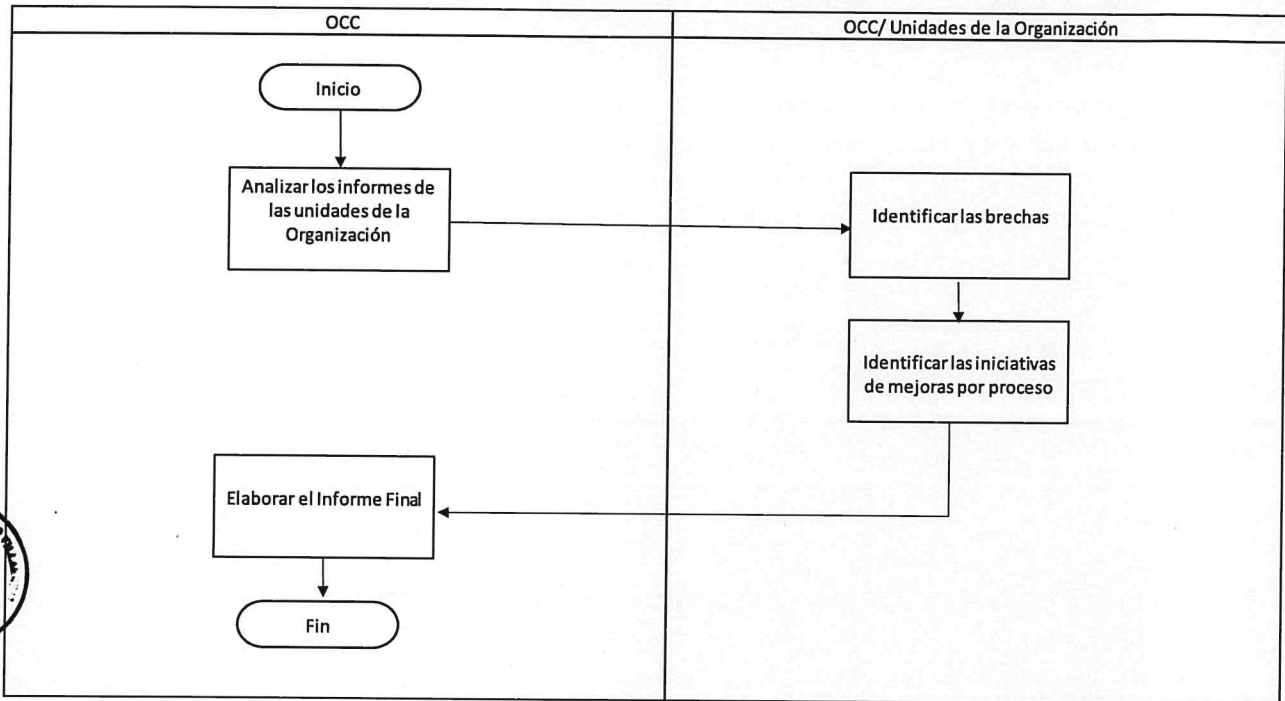 OCC
OCC/ Unidades de la Organización
Inicio
Analizar los informes de
las unidades de la
Organización
Identificar las brechas
Identificar las iniciativas
de mejoras por proceso
Elaborar el Informe Final
Fin